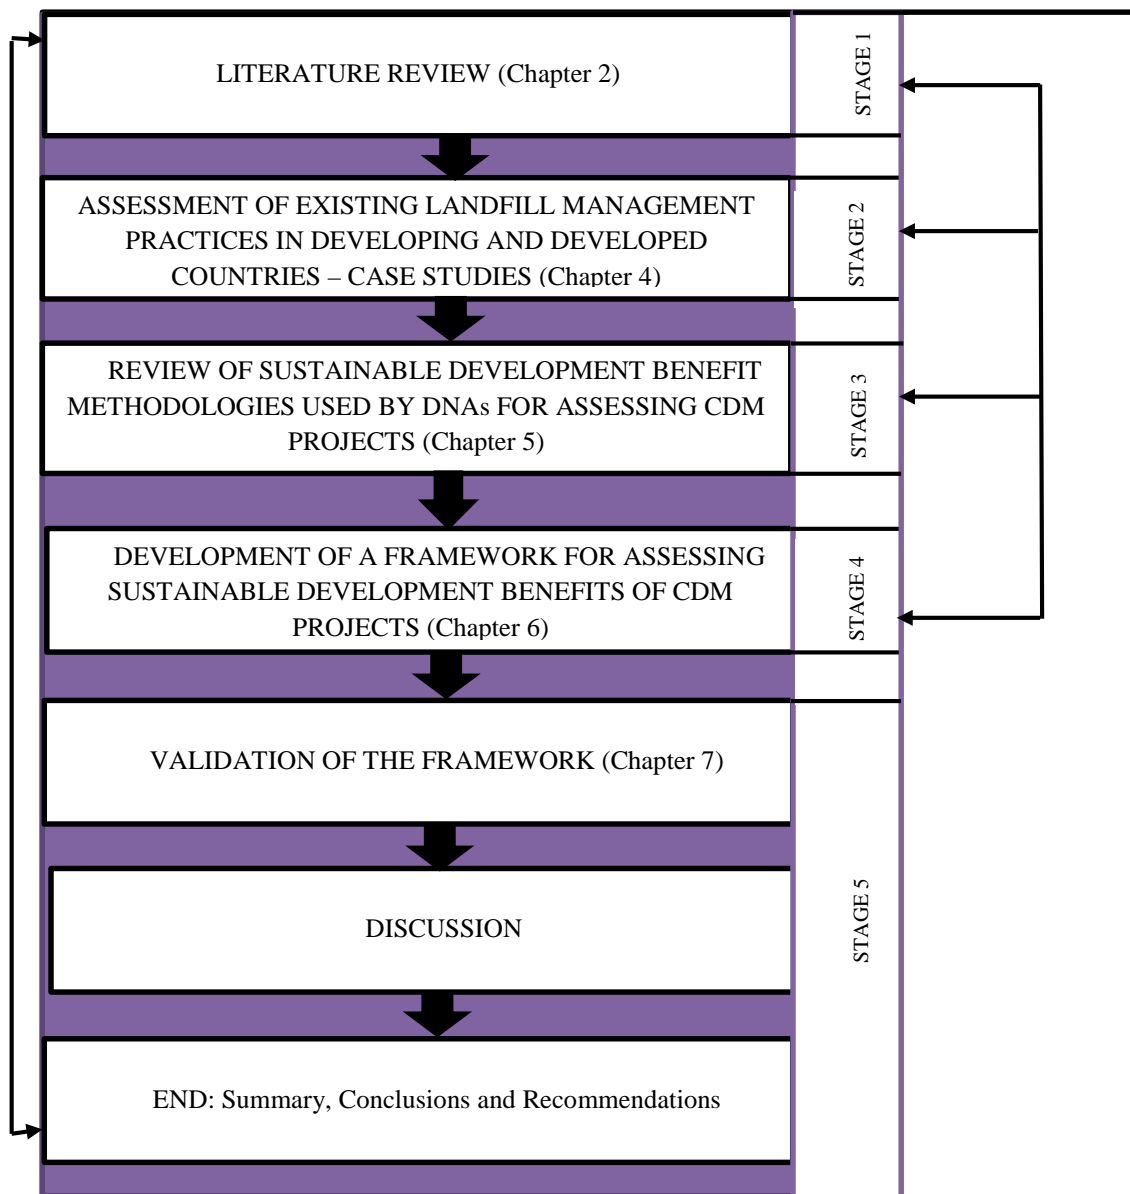 LITERATURE REVIEW (Chapter 2)
STAGE 1
ASSESSMENT OF EXISTING LANDFILL MANAGEMENT
PRACTICES IN DEVELOPING AND DEVELOPED
COUNTRIES – CASE STUDIES (Chapter 4)
STAGE 2
REVIEW OF SUSTAINABLE DEVELOPMENT BENEFIT
METHODOLOGIES USED BY DNAs FOR ASSESSING CDM
PROJECTS (Chapter 5)
STAGE 3
DEVELOPMENT OF A FRAMEWORK FOR ASSESSING
SUSTAINABLE DEVELOPMENT BENEFITS OF CDM
PROJECTS (Chapter 6)
STAGE 4
VALIDATION OF THE FRAMEWORK (Chapter 7)
DISCUSSION
STAGE 5
END: Summary, Conclusions and Recommendations